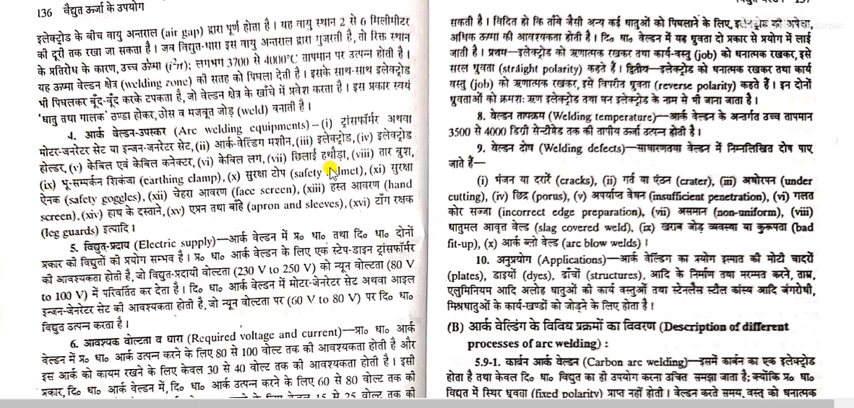 136 वैद्युत ऊर्जा के उपयोग
इलेक्ट्रोड के बीच वायु अन्तराल (air gap) द्वारा पूर्ण होता है। यह वायु स्थान 2 से 6 मिलीमीटर
की दूरी तक रखा जा सकता है। जब विद्युत-धारा इस वायु अन्तराल द्वारा गुजरती है, तो रिक्त स्थान
के प्रतिरोध के कारण, उच्च ऊष्मा (i²r); लगभग 3700 से 4000°C तापमान पर उत्पन्न होती है।
यह ऊष्मा वेल्डन क्षेत्र (welding zone) की सतह को पिघला देती है। इसके साथ-साथ इलेक्ट्रोड
भी पिघलकर बूँद-बूँद करके टपकता है, जो वेल्डन क्षेत्र के खाँचे में प्रवेश करता है। इस प्रकार स्वयं
'धातु तथा गालक' ठण्डा होकर, ठोस व मजबूत जोड़ (weld) बनाती है।
4. आर्क वेल्डन-उपस्कर (Arc welding equipments)–(i) ट्रांसफॉर्मर अथवा
मोटर-जनरेटर सेट या इन्जन-जनरेटर सेट, (ii) आर्क-वेल्डिंग मशीन, (iii) इलेक्ट्रोड, (iv) इलेक्ट्रोड
होल्डर, (v) केबिल एवं केबिल कनेक्टर, (vi) केबिल लग, (vii) छिलाई हथौड़ा, (viii) तार ब्रुश,
(ix) भू-सम्पर्कन शिकंजा (earthing clamp), (x) सुरक्षा टोप (safety lmet), (xi) सुरक्षा
ऐनक (safety goggles), (xii) चेहरा आवरण (face screen), (xiii) हस्त आवरण (hand
screen), (xiv) हाथ के दस्ताने, (xv) एप्रन तथा बाँहे (apron and sleeves), (xvi) टाँग रक्षक
(leg guards) इत्यादि।
5. विद्युत-प्रदाय (Electric supply)–आर्क वेल्डन में प्र० धा० तथा दि० धा० दोनों
प्रकार की विद्युतों का प्रयोग सम्भव है। प्र० धा० आर्क वेल्डन के लिए एक स्टेप-डाइन ट्रांसफॉर्मर
की आवश्यकता होती है, जो विद्युत-प्रदायी वोल्टता (230 V to 250 V) को न्यून वोल्टता (80 V
to 100 V) में परिवर्तित कर देता है। दि० धा० आर्क वेल्डन में मोटर-जेनरेटर सेट अथवा आइल
इन्जन-जेनरेटर सेट की आवश्यकता होती है, जो न्यून वोल्टता पर (60 V to 80 V) पर दि० धा०
विद्युत उत्पन्न करता है।
6. आवश्यक वोल्टता व धारा (Required voltage and current)–प्र० धा० आर्क
वेल्डन में प्र० धा० आर्क उत्पन्न करने के लिए 80 से 100 वोल्ट तक की आवश्यकता होती है और
इस आर्क को कायम रखने के लिए केवल 30 से 40 वोल्ट तक की आवश्यकता होती है। इसी
प्रकार, दि० धा० आर्क वेल्डन में, दि० धा० आर्क उत्पन्न करने के लिए 60 से 80 वोल्ट तक की
के लिए केवल 15 से 25 वोल्ट तक की
सकती है। विदित हो कि ताँबे जैसी अन्य कई धातुओं को पिघलाने के लिए, इस्पात की अपेक्षा,
अधिक ऊष्मा की आवश्यकता होती है। दि० धा० वेल्डन में यह ध्रुवता दो प्रकार से प्रयोग में लाई
जाती है। प्रथम–इलेक्ट्रोड को ऋणात्मक रखकर तथा कार्य-वस्तु (job) को धनात्मक रखकर, इसे
सरल ध्रुवता (straight polarity) कहते हैं। द्वितीय–इलेक्ट्रोड को धनात्मक रखकर तथा कार्य
वस्तु (job) को ऋणात्मक रखकर, इसे विपरीत ध्रुवता (reverse polarity) कहते हैं। इन दोनों
ध्रुवताओं को क्रमशः ऋण इलेक्ट्रोड तथा धन इलेक्ट्रोड के नाम से भी जाना जाता है।
8. वेल्डन तापक्रम (Welding temperature)–आर्क वेल्डन के अन्तर्गत उच्च तापमान
3500 से 4000 डिग्री सेन्टीग्रेड तक की तापीय ऊर्जा उत्पन्न होती है।
9. वेल्डन दोष (Welding defects)–साधारणतया वेल्डन में निम्नलिखित दोष पाए
जाते हैं–
(i) भंजन या दरारें (cracks), (ii) गर्त या एंठन (crater), (iii) अधोरपन (under
cutting), (iv) छिद्र (porus), (v) अपर्याप्त वेधन (insufficient penetration), (vi) गलत
कोर सज्जा (incorrect edge preparation), (vii) असमान (non-uniform), (viii)
धातुमल आवृत वेल्ड (slag covered weld), (ix) खराब जोड़ व्यवस्था या कुरूपता (bad
fit-up), (x) आर्क ब्लो वेल्ड (arc blow welds)।
10. अनुप्रयोग (Applications)–आर्क वेल्डन का प्रयोग इस्पात की मोटी चादरों
(plates), डाइयों (dyes), ढाँचों (structures), आदि के निर्माण तथा मरम्मत करने, ताम्र,
एलुमिनियम आदि अलोह धातुओं की कार्य वस्तुओं तथा स्टेनलैस स्टील कांस्य आदि जंगरोधी,
मिश्रधातुओं के कार्य-खण्डों को जोड़ने के लिए होता है।
(B) आर्क वेल्डिंग के विविध प्रक्रमों का विवरण (Description of different
processes of arc welding) :
5.9-1. कार्बन आर्क वेल्डन (Carbon arc welding)–इसमें कार्बन का एक इलेक्ट्रोड
होता है तथा केवल दि० धा० विद्युत का ही उपयोग करना उचित समझा जाता है; क्योंकि प्र० धा०
विद्युत में स्थिर ध्रुवता (fixed polarity) प्राप्त नहीं होती। वेल्डन करते समय, वस्तु को धनात्मक